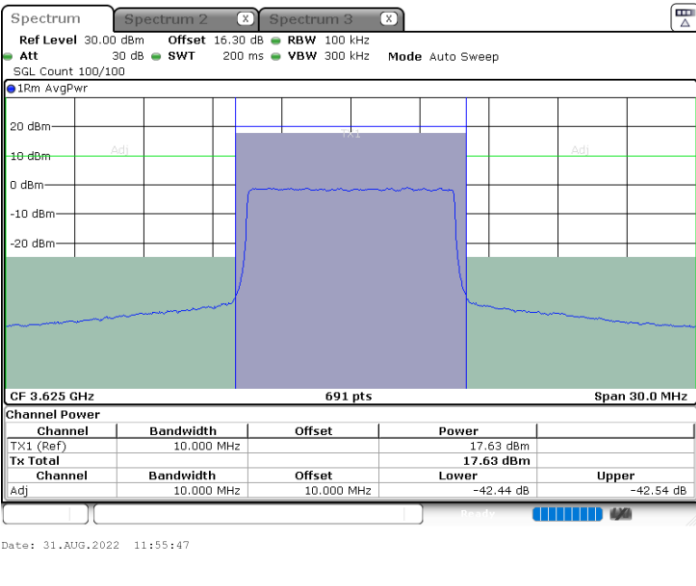 Spectrum Spectrum 2 X Spectrum 3 X
Ref Level 30.00 dBm Offset 16.30 dB RBW 100 kHz
Att 30 dB SWT 200 ms VBW 300 kHz Mode Auto Sweep
SGL Count 100/100
1Rm AvgPwr
20 dBm
TX1
10 dBm Adj Adj
0 dBm
-10 dBm
-20 dBm
CF 3.625 GHz 691 pts Span 30.0 MHz
Channel Power
Channel Bandwidth Offset Power
TX1 (Ref) 10.000 MHz 17.63 dBm
Tx Total 17.63 dBm
Channel Bandwidth Offset Lower Upper
Adj 10.000 MHz 10.000 MHz -42.44 dB -42.54 dB
Ready
Date: 31.AUG.2022 11:55:47